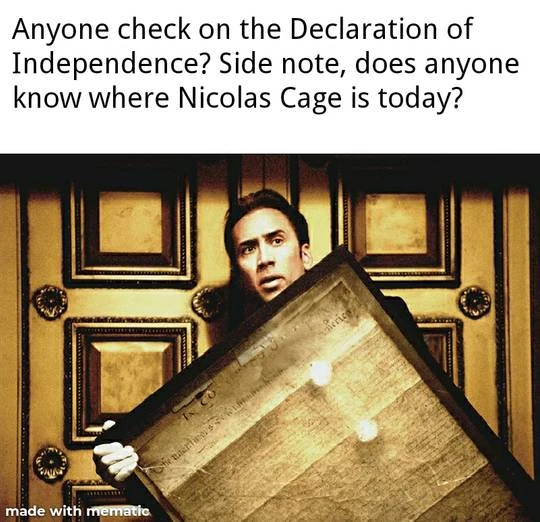 Anyone check on the Declaration of
Independence? Side note, does anyone
know where Nicolas Cage is today?
made with mematic